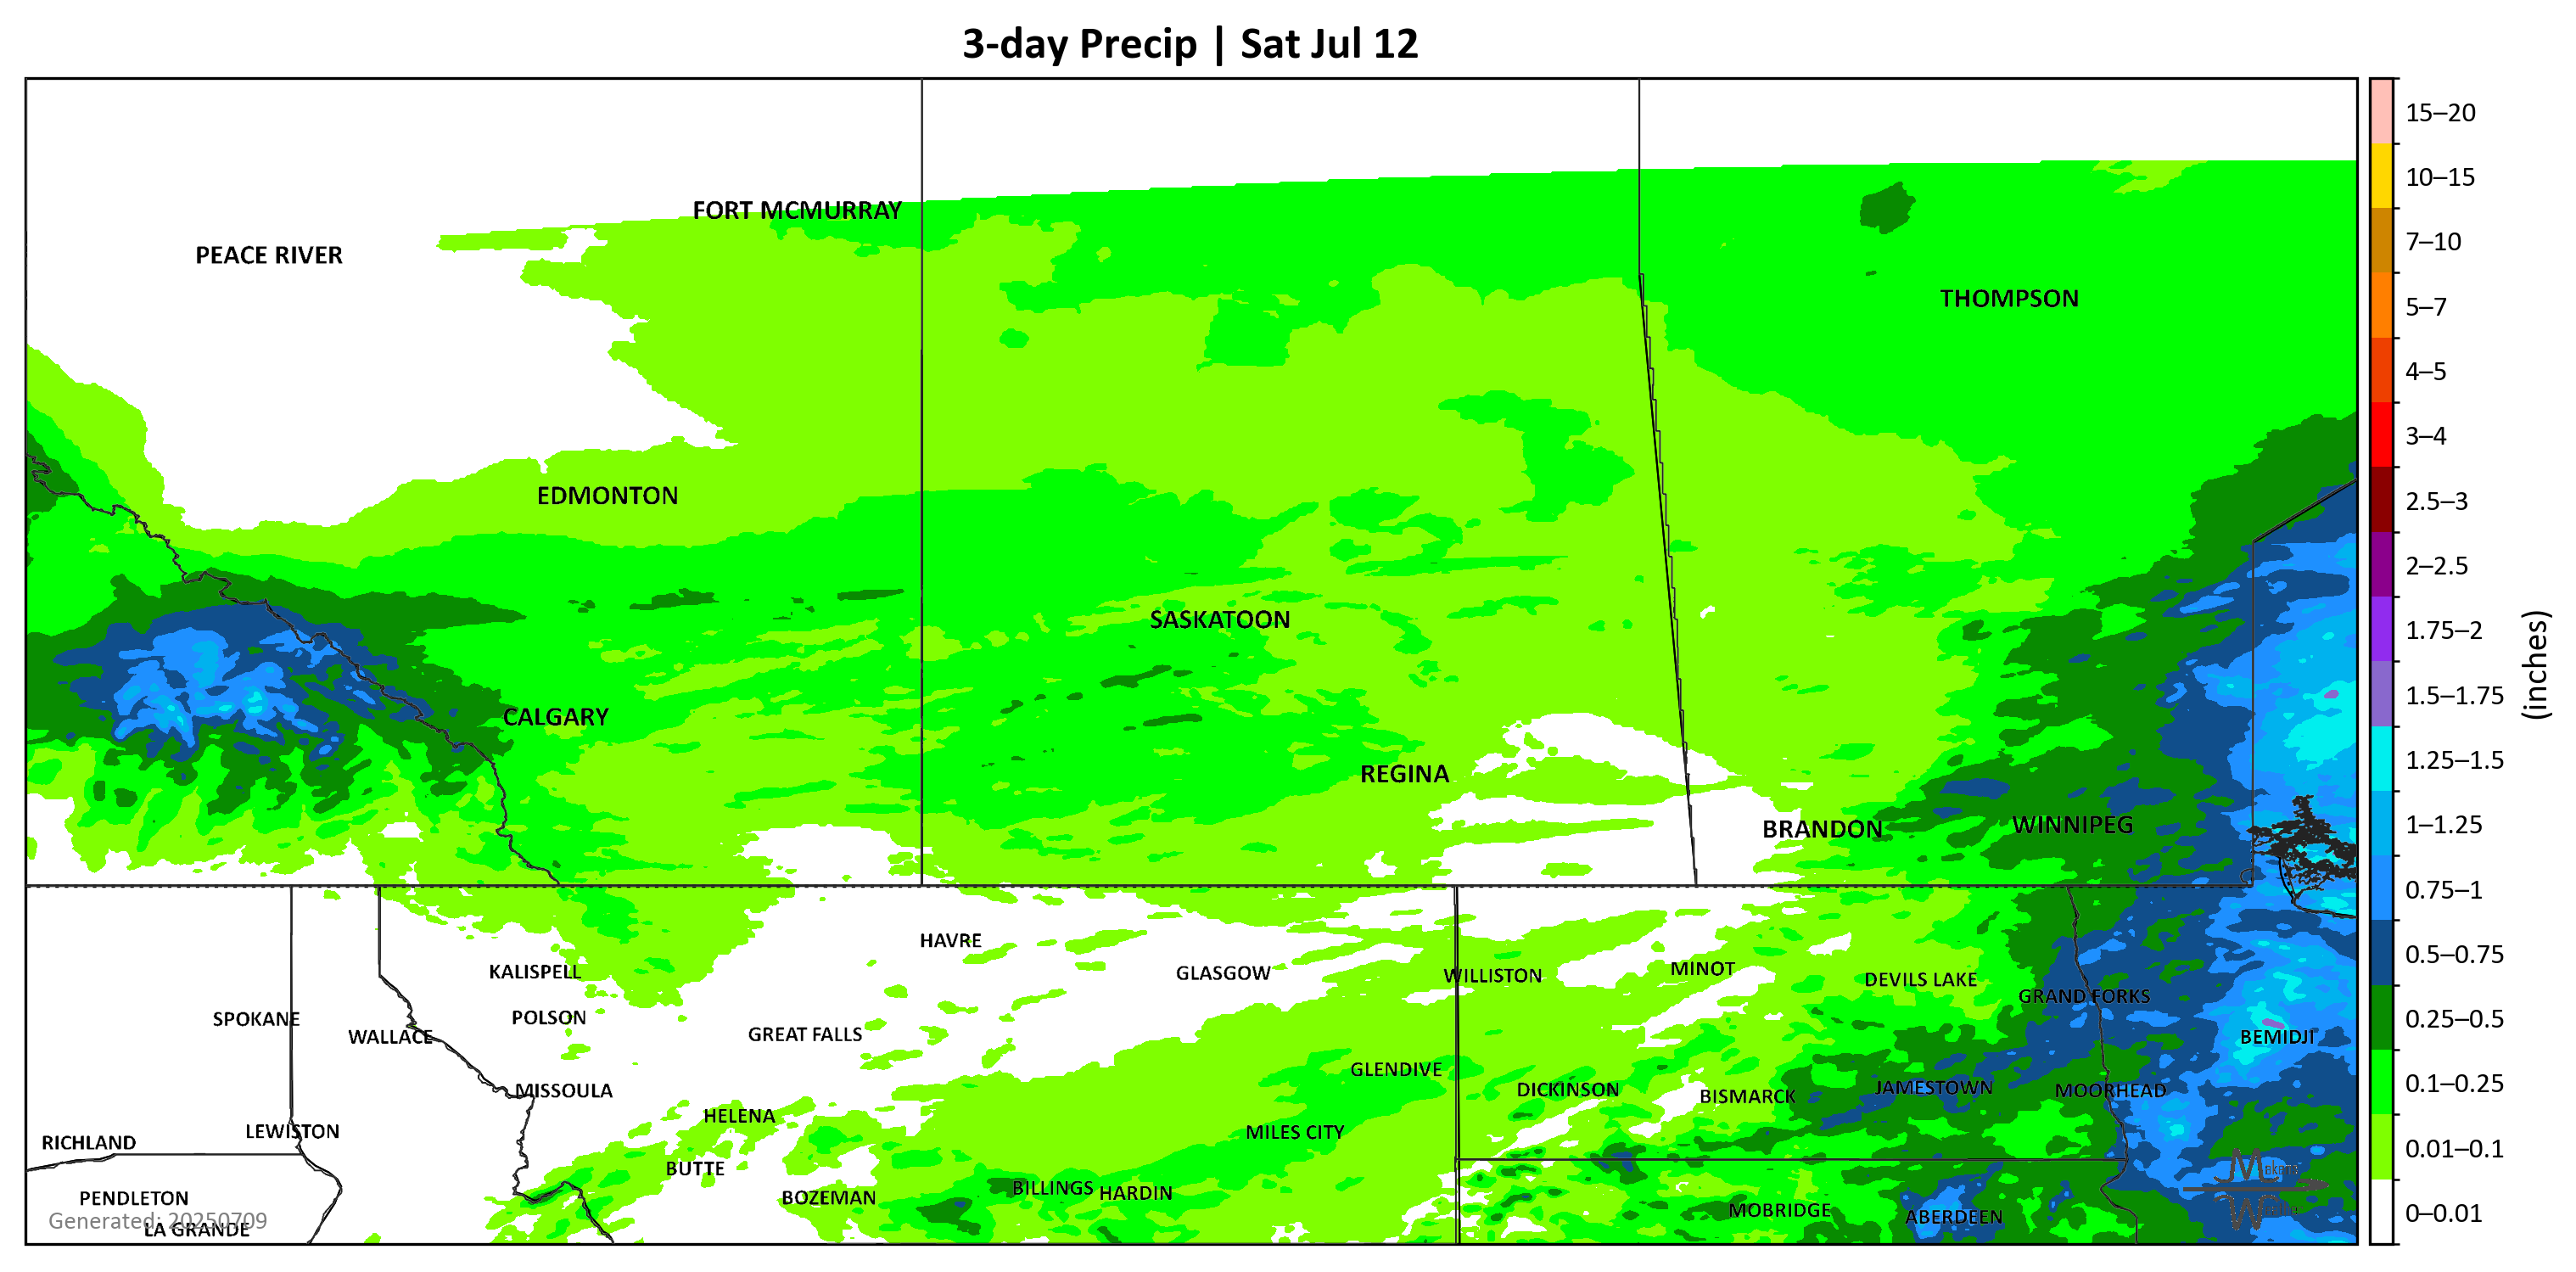 3-day Precip | Sat Jul 12
15–20
10–15
FORT MCMURRAY
7–10
PEACE RIVER
THOMPSON
5–7
4–5
3–4
EDMONTON
2.5–3
2–2.5
SASKATOON
1.75–2
(inches)
1.5–1.75
CALGARY
1.25–1.5
REGINA
BRANDON
WINNIPEG
1–1.25
0.75–1
HAVRE
0.5–0.75
KALISPELL
GLASGOW
WILLISTON
MINOT
DEVILS LAKE
GRAND FORKS
SPOKANE
POLSON
0.25–0.5
WALLACE
GREAT FALLS
BEMIDJI
GLENDIVE
MISSOULA
DICKINSON
BISMARCK
JAMESTOWN
MOORHEAD
0.1–0.25
HELENA
RICHLAND
LEWISTON
MILES CITY
0.01–0.1
BUTTE
PENDLETON
BOZEMAN
BILLINGS
HARDIN
MOBRIDGE
ABERDEEN
0–0.01
Generated: 20250709
LA GRANDE